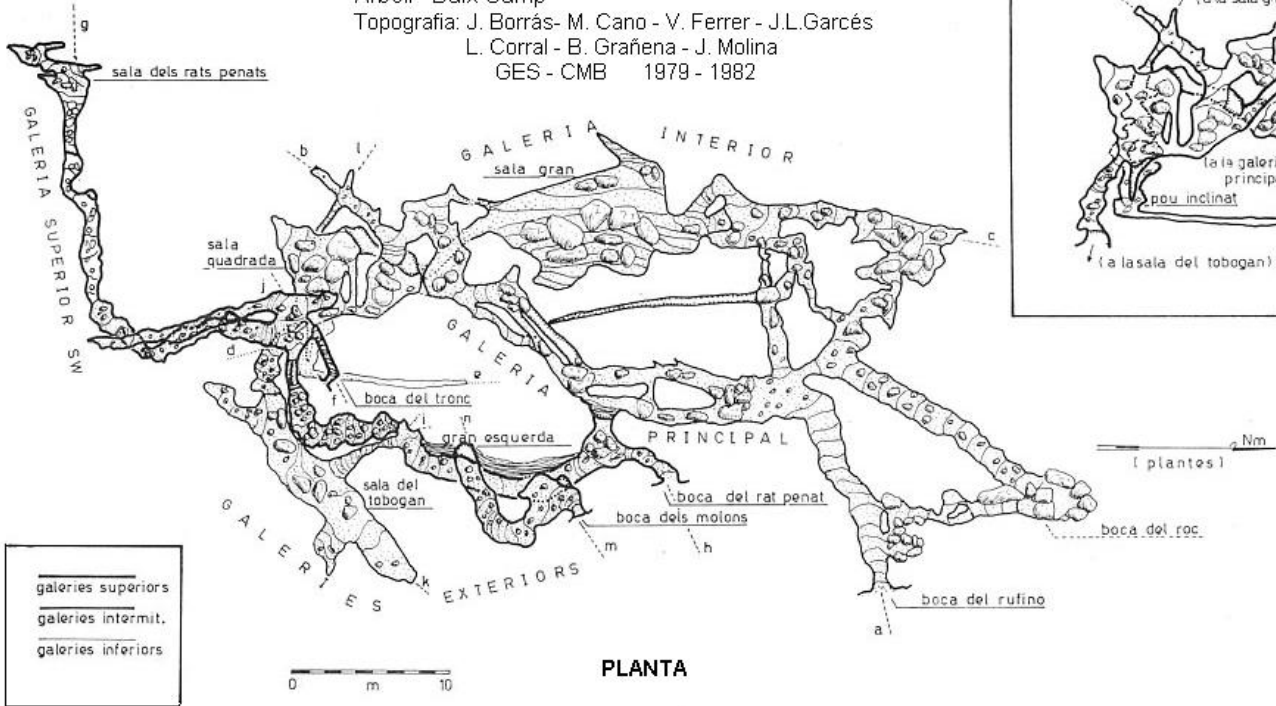 Topografia: J. Borrás- M. Cano - V. Ferrer - J.L.Garcés
L. Corral - B. Grañena - J. Molina
GES - CMB 1979 - 1982
g
sala dels rats penats
GALERIA SUPERIOR SW
b
l
GALERIA INTERIOR
sala gran
sala
quadrada
j
c
d
GALERIA
PRINCIPAL
e
f
boca del tronc
i
n
gran esquerda
sala del
tobogan
GALERIES EXTERIORS
k
boca del rat penat
boca dels molons
m
h
boca del roc
boca del rufino
a
Nm
(plantes)
(a la galeri
principa
pou inclinat
(a la sala del tobogan)
galeries superiors
galeries intermit.
galeries inferiors
0 m 10
PLANTA